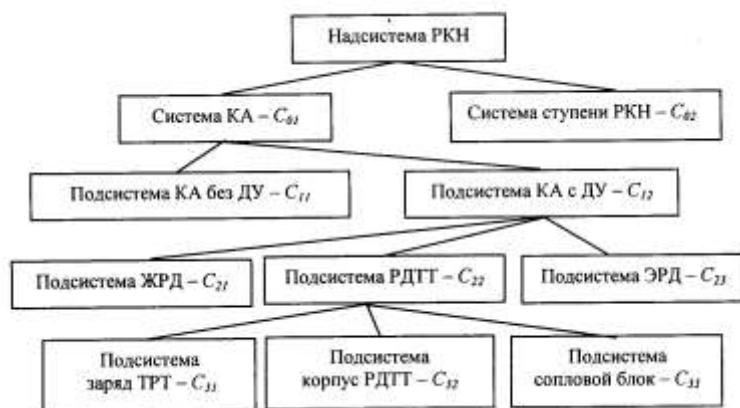 Надсистема РКН
Система КА – C01
Система ступени РКН – C02
Подсистема КА без ДУ – C11
Подсистема КА с ДУ – C12
Подсистема ЖРД – C21
Подсистема РДТТ – C22
Подсистема ЭРД – C23
Подсистема
заряд ТРТ – C31
Подсистема
корпус РДТТ – C32
Подсистема
сопловой блок – C33